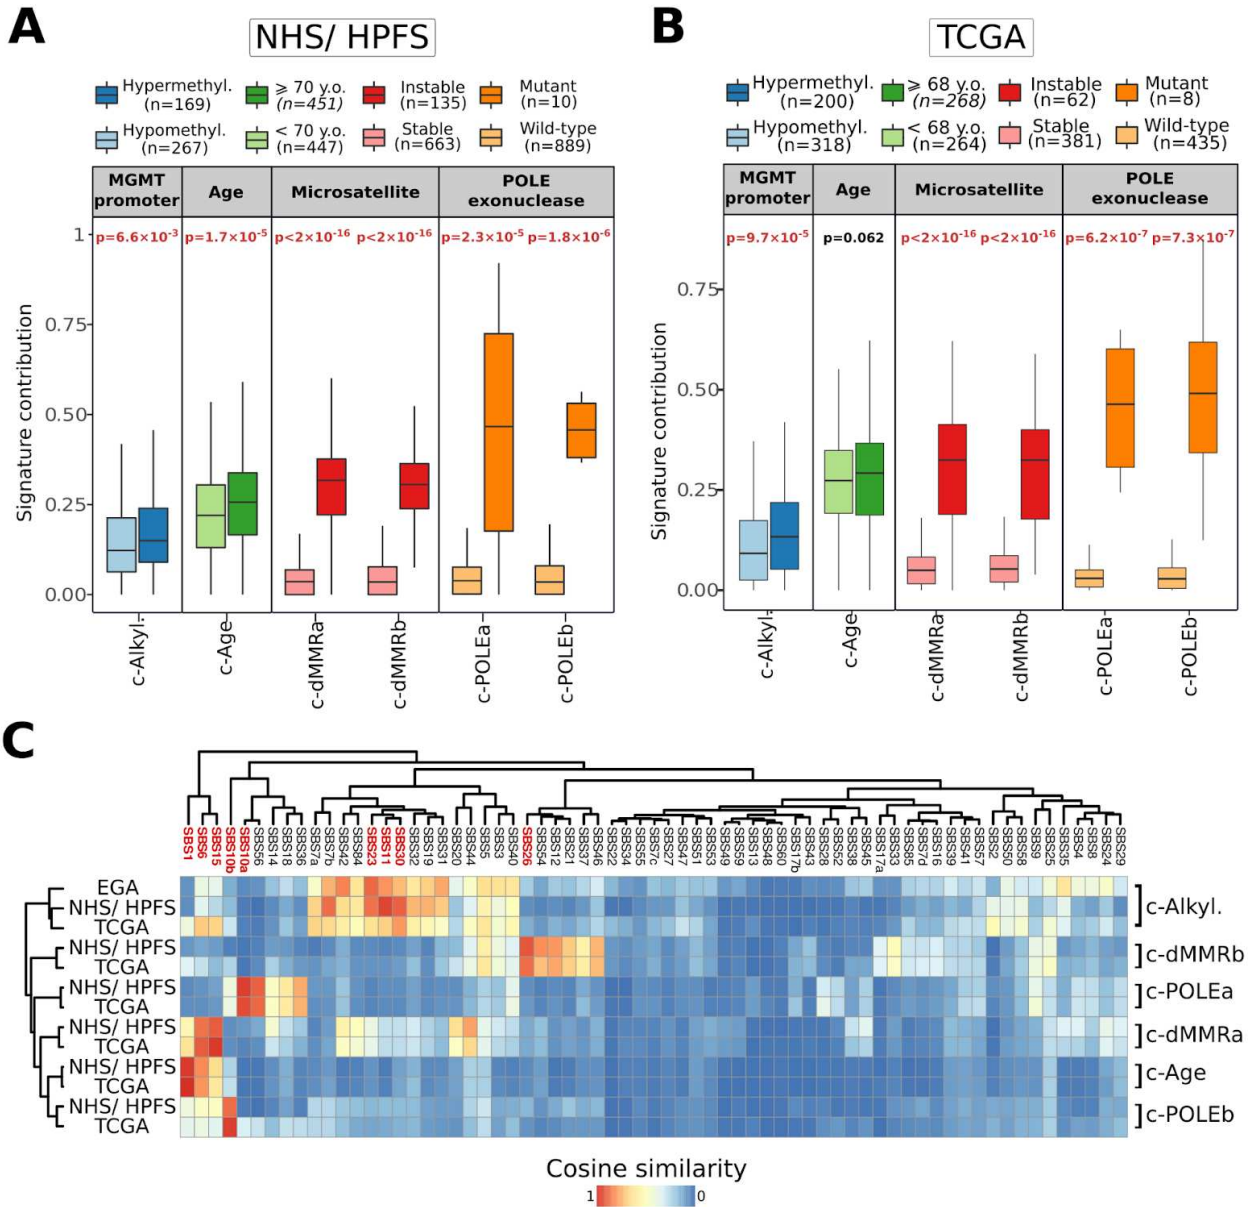 A
NHS/ HPFS
Hypermethyl.
(n=169)
≥ 70 y.o.
(n=451)
Instable
(n=135)
Mutant
(n=10)
Hypomethyl.
(n=267)
< 70 y.o.
(n=447)
Stable
(n=663)
Wild-type
(n=889)
MGMT
promoter
Age
Microsatellite
POLE
exonuclease
p=6.6×10-3
p=1.7×10-5
p<2×10-16
p<2×10-16
p=2.3×10-5
p=1.8×10-6
Signature contribution
1
0.75
0.50
0.25
0.00
c-Alkyl.
c-Age
c-dMMRa
c-dMMRb
c-POLEa
c-POLEb
B
TCGA
Hypermethyl.
(n=200)
≥ 68 y.o.
(n=268)
Instable
(n=62)
Mutant
(n=8)
Hypomethyl.
(n=318)
< 68 y.o.
(n=264)
Stable
(n=381)
Wild-type
(n=435)
MGMT
promoter
Age
Microsatellite
POLE
exonuclease
p=9.7×10-5
p=0.062
p<2×10-16
p<2×10-16
p=6.2×10-7
p=7.3×10-7
Signature contribution
0.75
0.50
0.25
0.00
c-Alkyl.
c-Age
c-dMMRa
c-dMMRb
c-POLEa
c-POLEb
C
SBS1
SBS6
SBS15
SBS10b
SBS10a
SBS56
SBS14
SBS18
SBS36
SBS7a
SBS7b
SBS42
SBS84
SBS23
SBS11
SBS30
SBS32
SBS19
SBS31
SBS20
SBS44
SBS5
SBS3
SBS40
SBS26
SBS54
SBS12
SBS21
SBS37
SBS46
SBS22
SBS34
SBS55
SBS7c
SBS27
SBS47
SBS51
SBS53
SBS49
SBS59
SBS13
SBS48
SBS60
SBS17b
SBS43
SBS28
SBS52
SBS38
SBS45
SBS17a
SBS33
SBS85
SBS7d
SBS16
SBS39
SBS41
SBS57
SBS2
SBS50
SBS58
SBS9
SBS25
SBS35
SBS4
SBS8
SBS24
SBS29
EGA
NHS/ HPFS
TCGA
c-Alkyl.
NHS/ HPFS
TCGA
c-dMMRb
NHS/ HPFS
TCGA
c-POLEa
NHS/ HPFS
TCGA
c-dMMRa
NHS/ HPFS
TCGA
c-Age
NHS/ HPFS
TCGA
c-POLEb
Cosine similarity
1
0